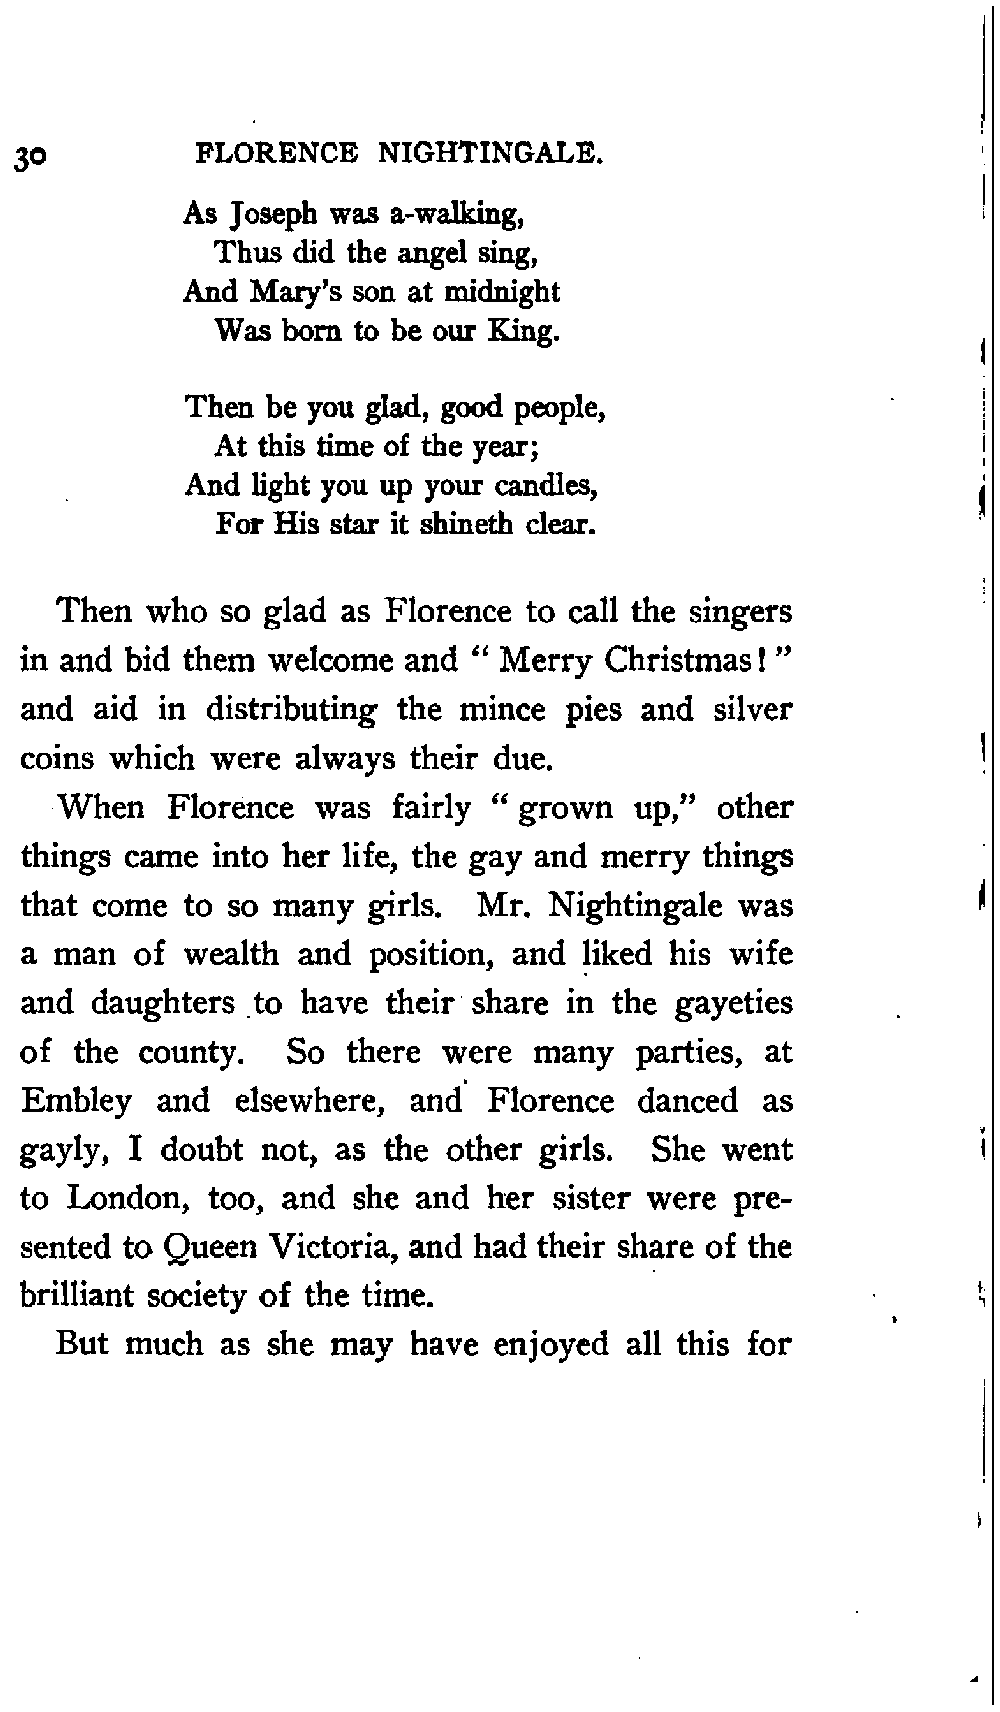 30 FLORENCE NIGHTINGALE.
As Joseph was a-walking,
Thus did the angel sing,
And Mary's son at midnight
Was born to be our King.
Then be you glad, good people,
At this time of the year;
And light you up your candles,
For His star it shineth clear.
Then who so glad as Florence to call the singers
in and bid them welcome and “ Merry Christmas! ”
and aid in distributing the mince pies and silver
coins which were always their due.
When Florence was fairly “ grown up,” other
things came into her life, the gay and merry things
that come to so many girls. Mr. Nightingale was
a man of wealth and position, and liked his wife
and daughters to have their share in the gayeties
of the county. So there were many parties, at
Embley and elsewhere, and Florence danced as
gayly, I doubt not, as the other girls. She went
to London, too, and she and her sister were pre-
sented to Queen Victoria, and had their share of the
brilliant society of the time.
But much as she may have enjoyed all this for